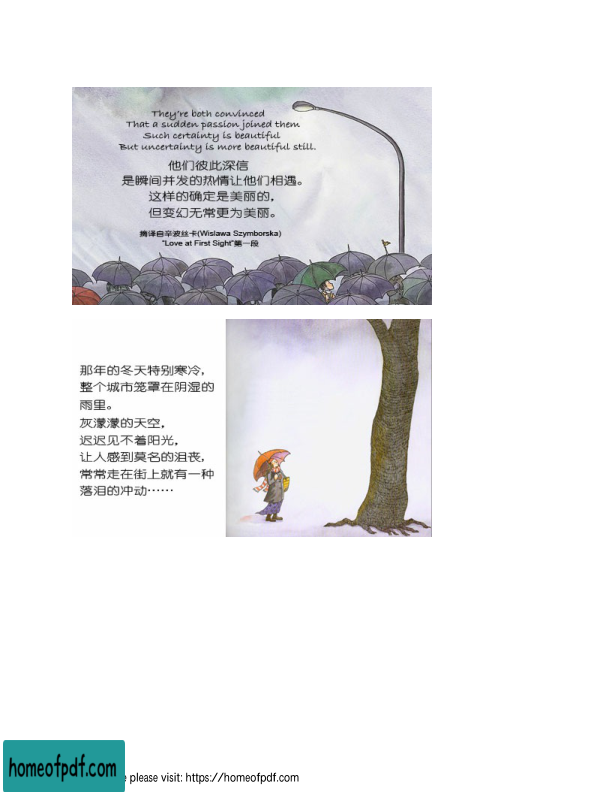 They're both convinced
That a sudden passion joined them
Such certainty is beautiful
But uncertainty is more beautiful still.
他们彼此深信
是瞬间并发的热情让他们相遇。
这样的确定是美丽的，
但变幻无常更为美丽。
摘译自辛波丝卡(Wislawa Szymborska)
"Love at First Sight"第一段
那年的冬天特别寒冷，
整个城市笼罩在阴湿的
雨里。
灰濛濛的天空，
迟迟见不着阳光，
让人感到莫名的沮丧，
常常走在街上就有一种
落泪的冲动……
homeofpdf.com
please visit: https://homeofpdf.com